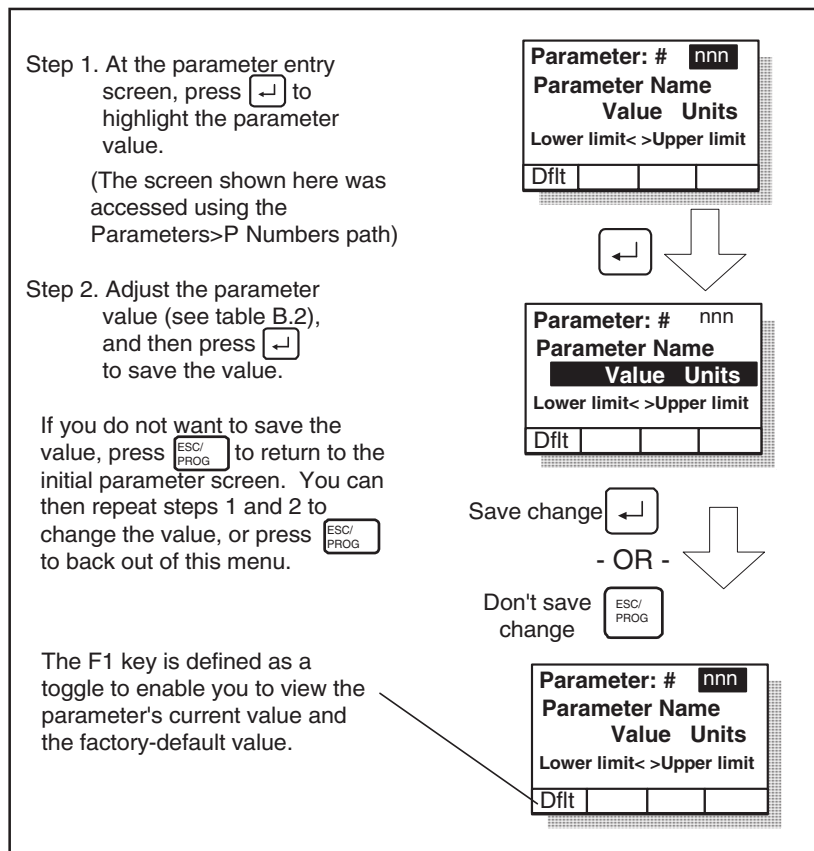 Step 1. At the parameter entry
screen, press ↵ to
highlight the parameter
value.
(The screen shown here was
accessed using the
Parameters>P Numbers path)
Parameter: # nnn
Parameter Name
Value Units
Lower limit< >Upper limit
Dflt
↵
Step 2. Adjust the parameter
value (see table B.2),
and then press ↵
to save the value.
If you do not want to save the
value, press ESC/PROG to return to the
initial parameter screen. You can
then repeat steps 1 and 2 to
change the value, or press ESC/PROG
to back out of this menu.
Parameter: # nnn
Parameter Name
Value Units
Lower limit< >Upper limit
Dflt
Save change ↵
- OR -
Don't save
change
ESC/
PROG
The F1 key is defined as a
toggle to enable you to view the
parameter's current value and
the factory-default value.
Parameter: # nnn
Parameter Name
Value Units
Lower limit< >Upper limit
Dflt